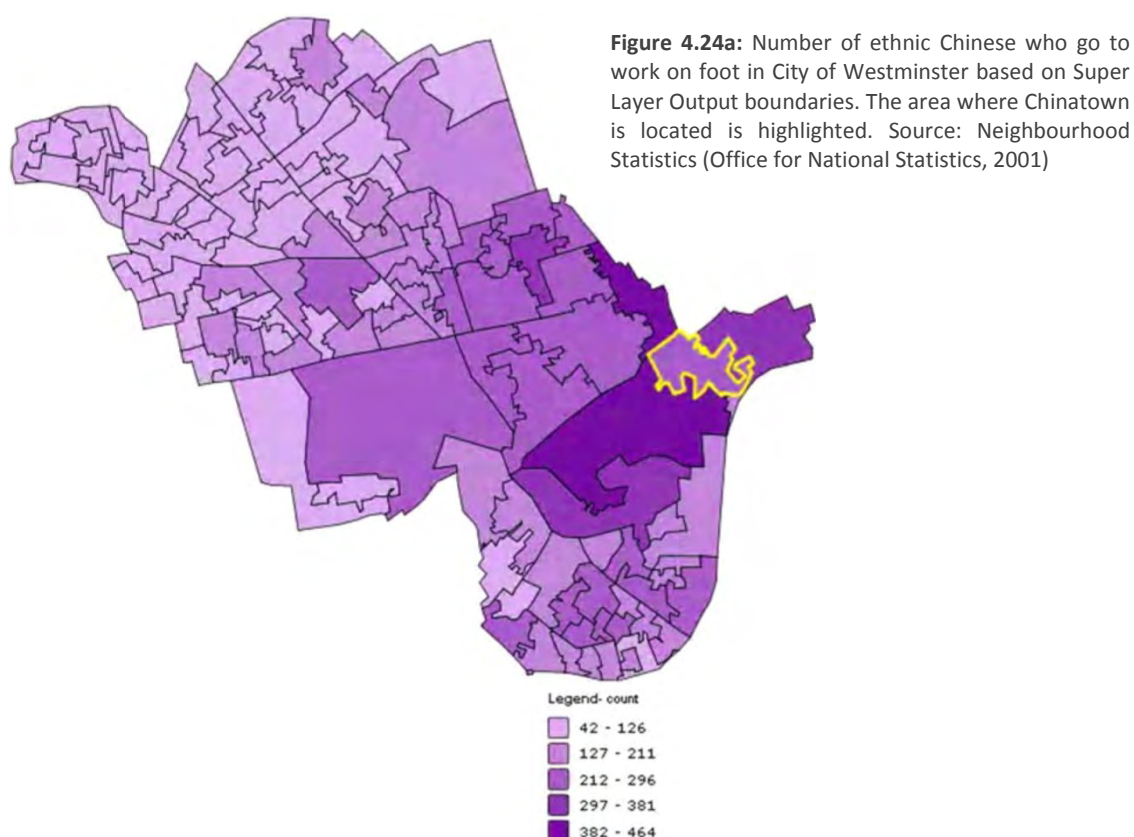 Figure 4.24a: Number of ethnic Chinese who go to
work on foot in City of Westminster based on Super
Layer Output boundaries. The area where Chinatown
is located is highlighted. Source: Neighbourhood
Statistics (Office for National Statistics, 2001)
Legend- count
42 - 126
127 - 211
212 - 296
297 - 381
382 - 464